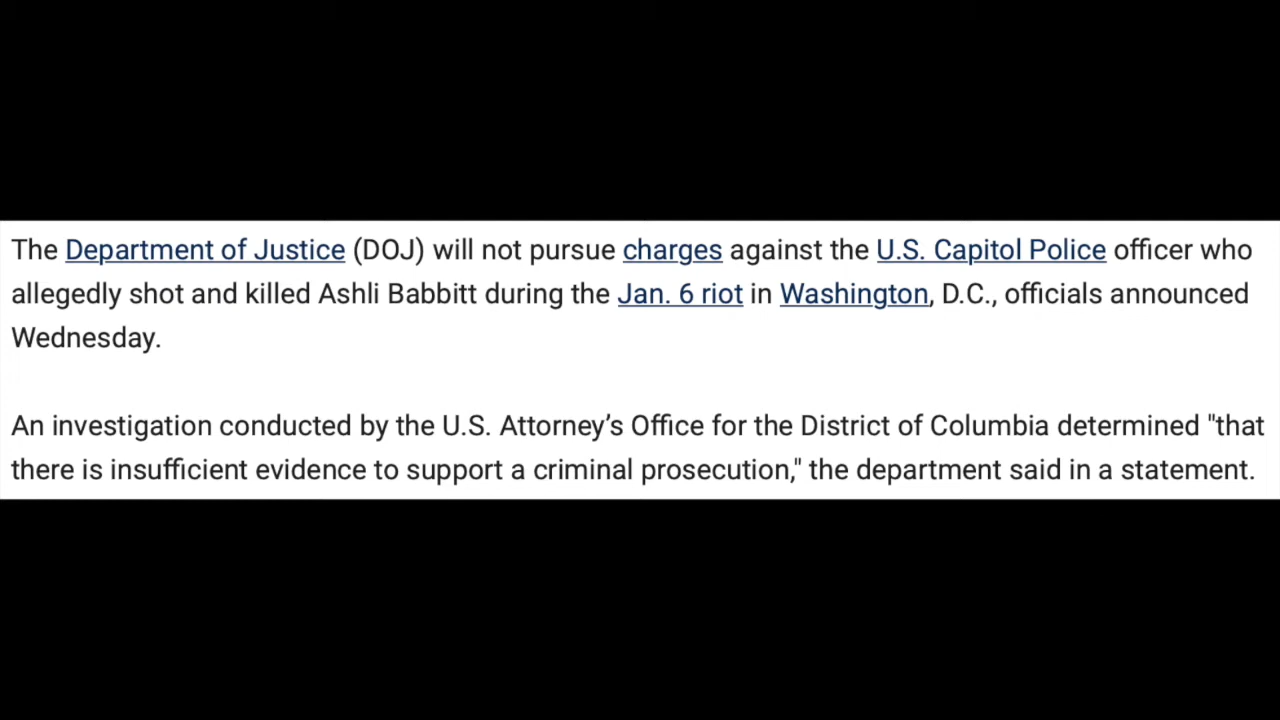 The Department of Justice (DOJ) will not pursue charges against the U.S. Capitol Police officer who
allegedly shot and killed Ashli Babbitt during the Jan. 6 riot in Washington, D.C., officials announced
Wednesday.
An investigation conducted by the U.S. Attorney’s Office for the District of Columbia determined "that
there is insufficient evidence to support a criminal prosecution," the department said in a statement.